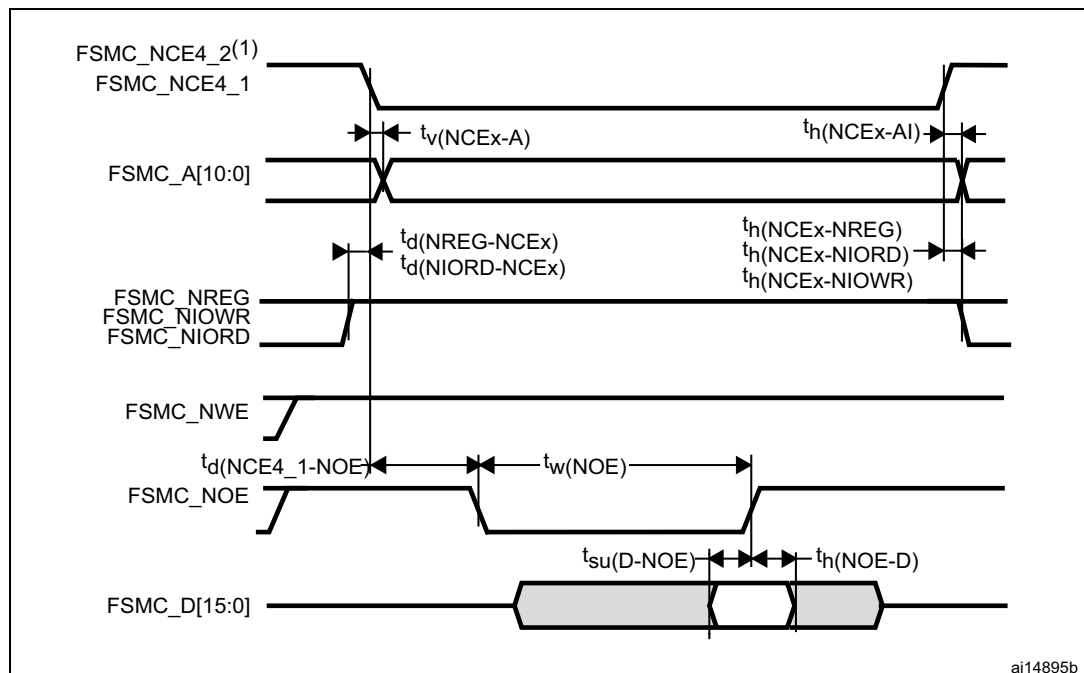 FSMC_NCE4_2(1)
FSMC_NCE4_1
tv(NCEx-A)
th(NCEx-AI)
FSMC_A[10:0]
td(NREG-NCEx)
td(NIORD-NCEx)
th(NCEx-NREG)
th(NCEx-NIORD)
th(NCEx-NIOWR)
FSMC_NREG
FSMC_NIOWR
FSMC_NIORD
FSMC_NWE
td(NCE4_1-NOE)
tw(NOE)
FSMC_NOE
tsu(D-NOE)
th(NOE-D)
FSMC_D[15:0]
ai14895b